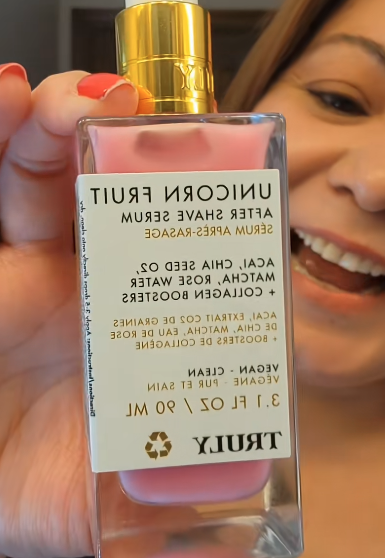 UNICORN FRUIT
AFTER SHAVE SERUM
SÉRUM APRÈS-RASAGE
ACAI, CHIA SEED O2,
MATCHA, ROSE WATER
+ COLLAGEN BOOSTERS
ACAI, EXTRAIT CO2 DE GRAINES
DE CHIA, MATCHA, EAU DE ROSE
+ BOOSTERS DE COLLAGÈNE
VEGAN · CLEAN
VÉGANE · PUR ET SAIN
3.1 FL OZ / 90 ML
TRULY